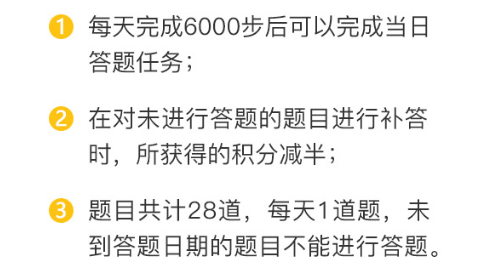 1 每天完成6000步后可以完成当日
答题任务；
2 在对未进行答题的题目进行补答
时，所获得的积分减半；
3 题目共计28道，每天1道题，未
到答题日期的题目不能进行答题。